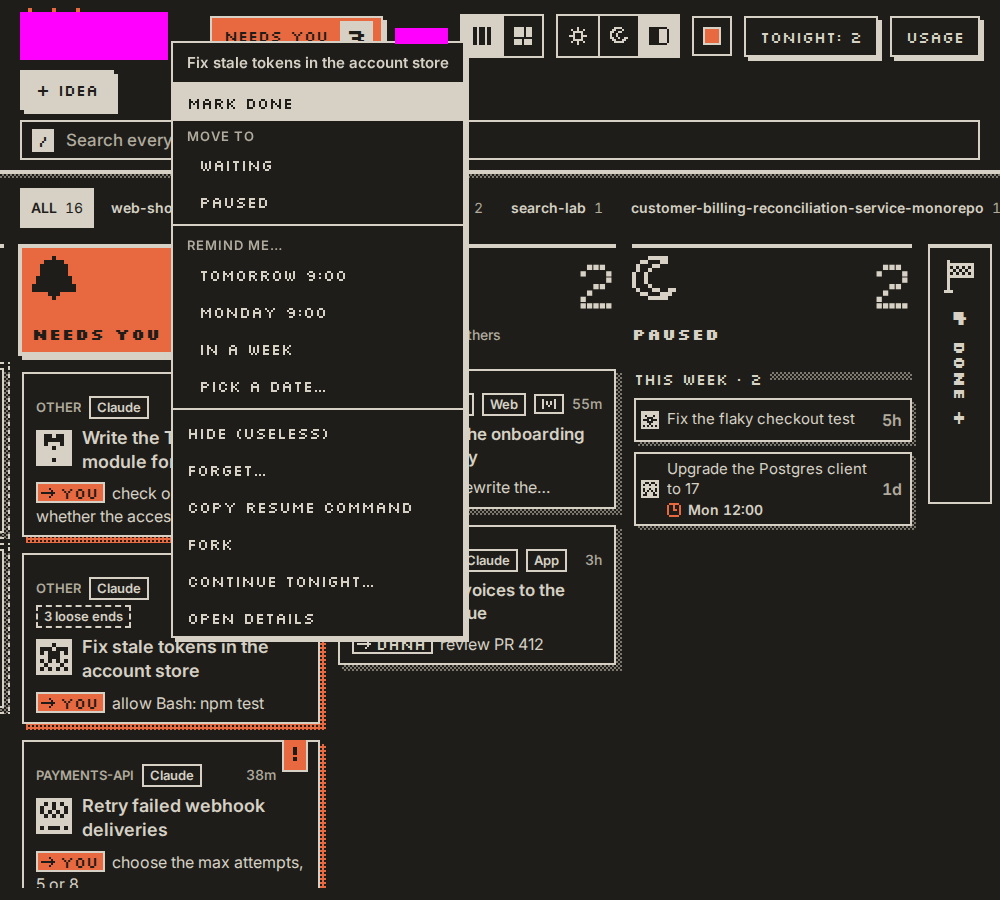 NEEDS YOU 3
TONIGHT: 2
USAGE
+ IDEA
/ Search every
Fix stale tokens in the account store
MARK DONE
MOVE TO
WAITING
PAUSED
REMIND ME…
TOMORROW 9:00
MONDAY 9:00
IN A WEEK
PICK A DATE…
HIDE (USELESS)
FORGET…
COPY RESUME COMMAND
FORK
CONTINUE TONIGHT…
OPEN DETAILS
ALL 16
web-sho
2
search-lab 1
customer-billing-reconciliation-service-monorepo 1
NEEDS YOU
OTHER Claude
Write the T
module for
→ YOU check o
whether the acces
OTHER Claude
3 loose ends
Fix stale tokens in the
account store
→ YOU allow Bash: npm test
!
PAYMENTS-API Claude 38m
Retry failed webhook
deliveries
→ YOU choose the max attempts,
5 or 8
2
thers
Web 55m
he onboarding
y
ewrite the…
Claude App 3h
voices to the
ue
→ DANA review PR 412
2
PAUSED
THIS WEEK · 2
Fix the flaky checkout test 5h
Upgrade the Postgres client
to 17
1d
Mon 12:00
4 DONE +